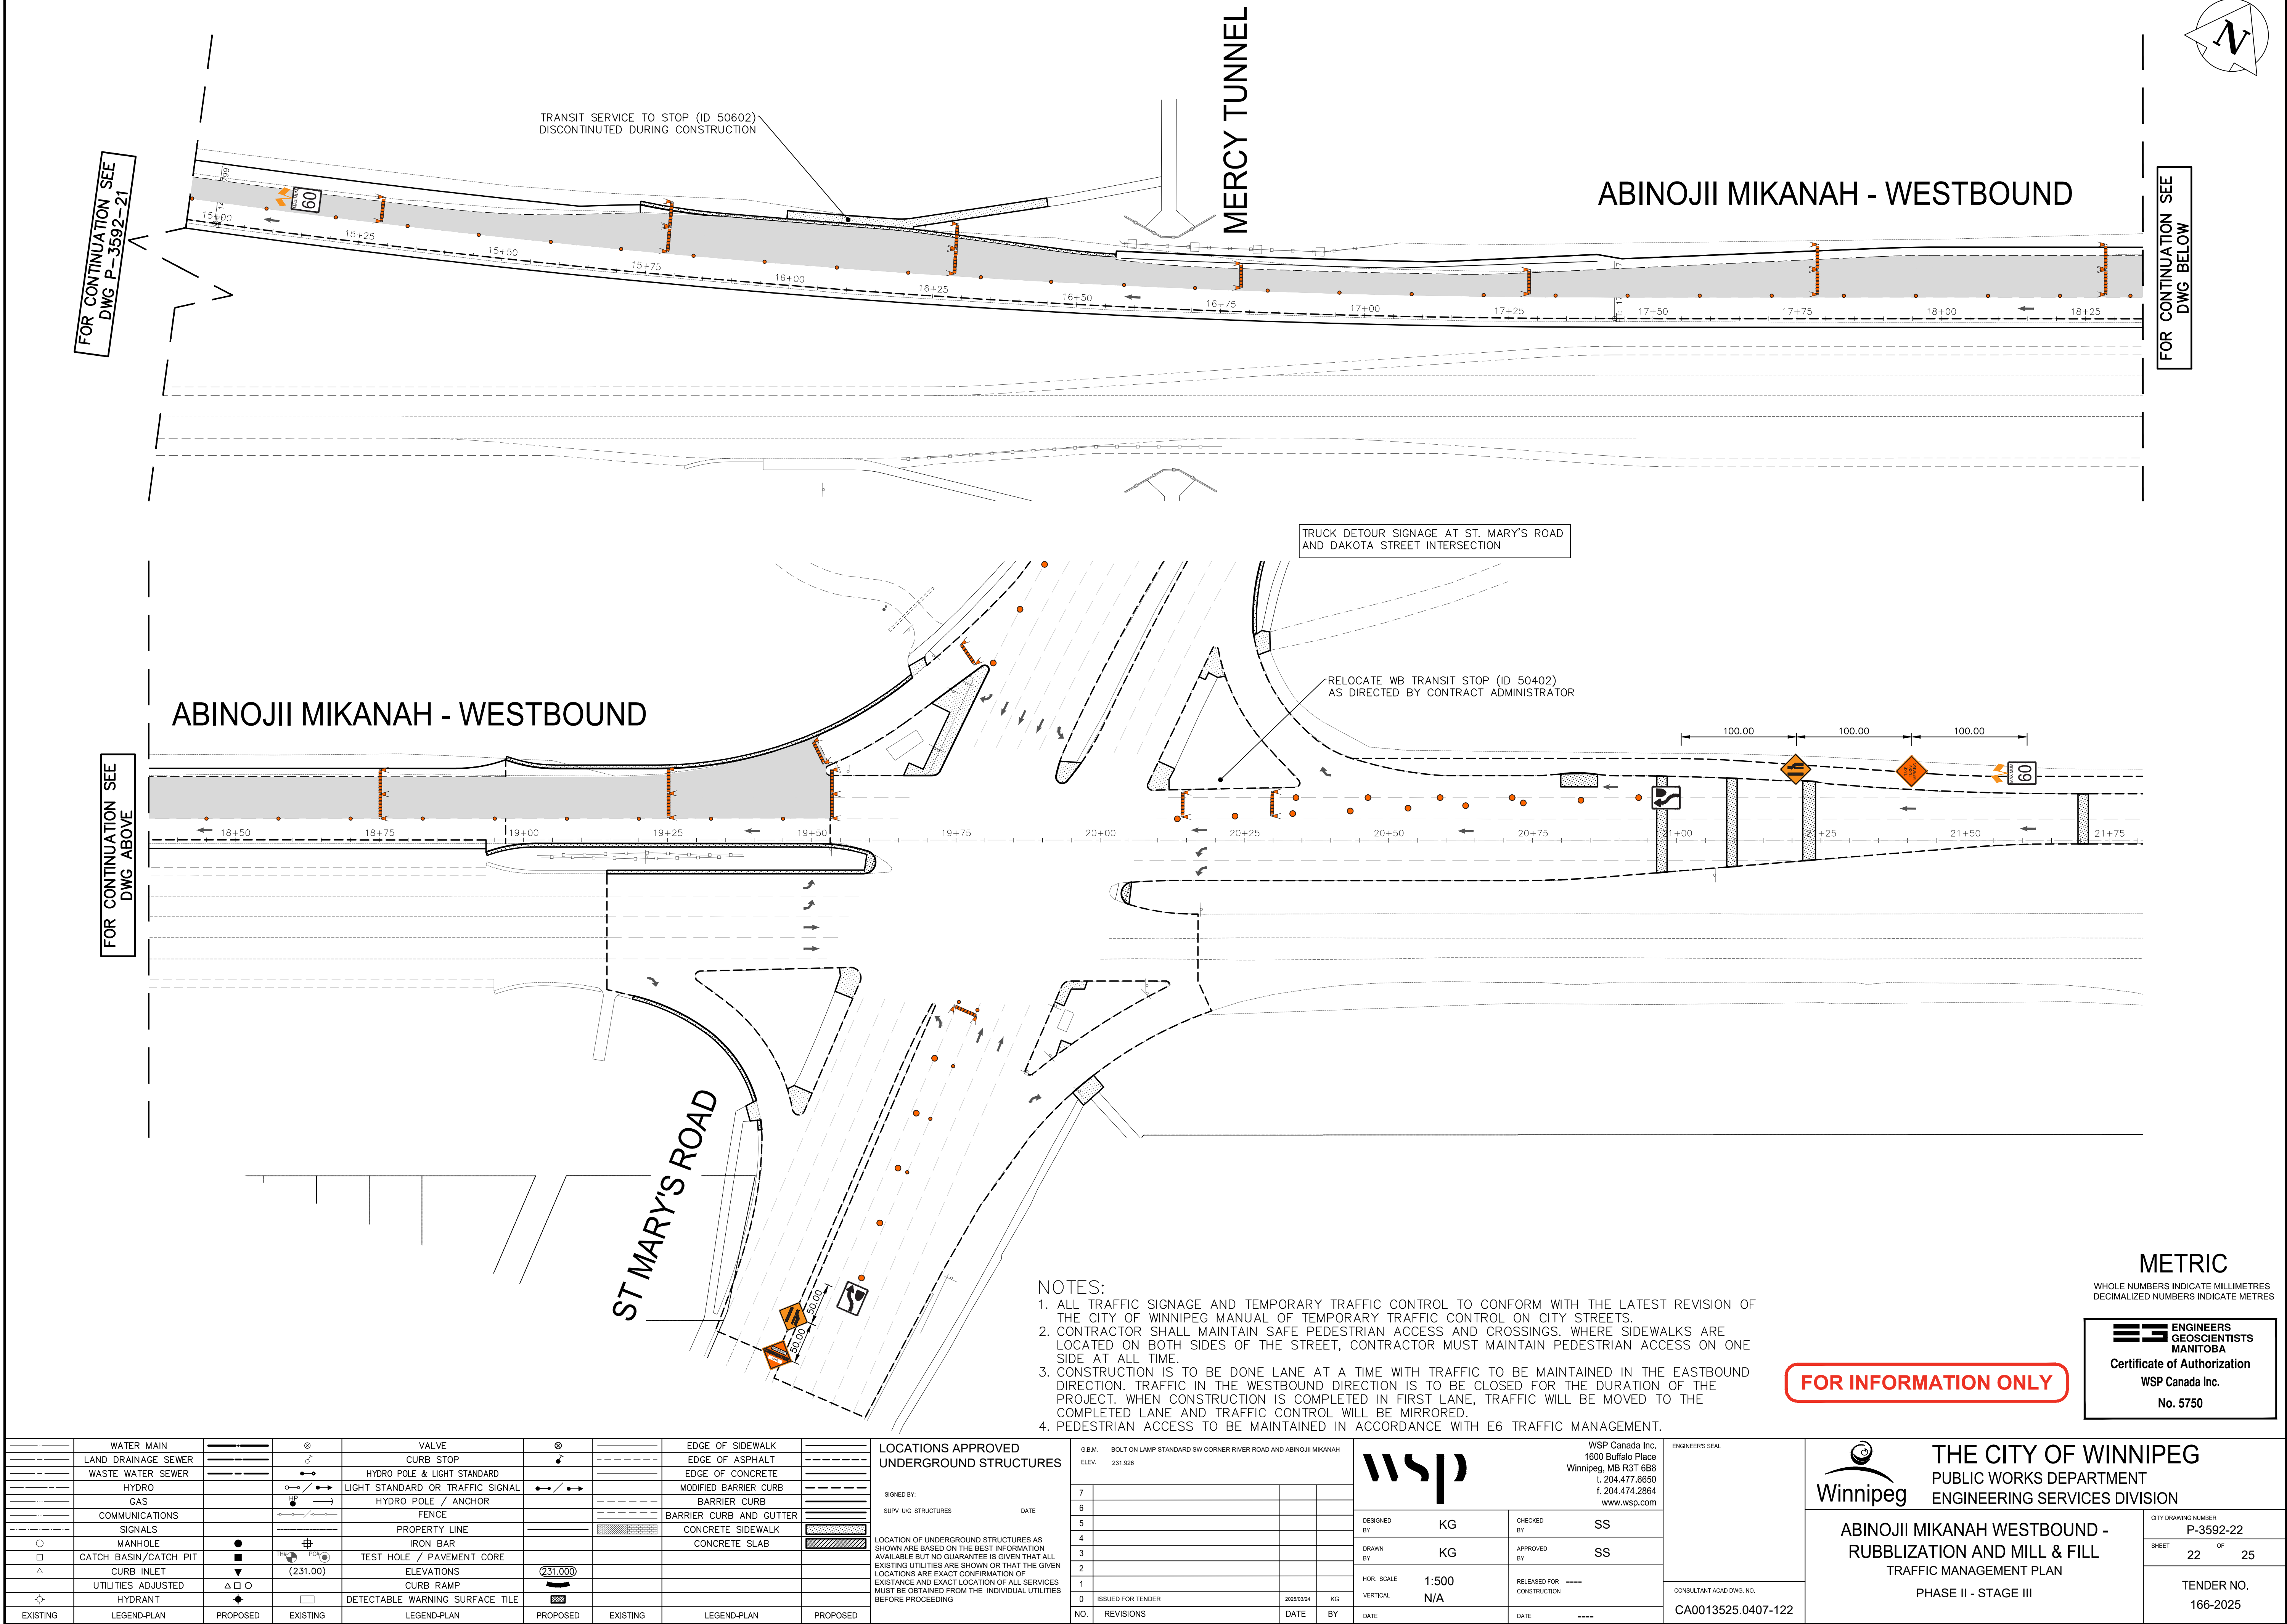 TRANSIT SERVICE TO STOP (ID 50602)
DISCONTINUTED DURING CONSTRUCTION
MERCY TUNNEL
N
ABINOJII MIKANAH - WESTBOUND
FOR CONTINUATION SEE
DWG P-3592-21
FOR CONTINUATION SEE
DWG BELOW
MAXIMUM
60
15+00
15+25
15+50
15+75
16+00
16+25
16+50
16+75
17+00
17+25
17+50
17+75
18+00
18+25
TRUCK DETOUR SIGNAGE AT ST. MARY'S ROAD
AND DAKOTA STREET INTERSECTION
RELOCATE WB TRANSIT STOP (ID 50402)
AS DIRECTED BY CONTRACT ADMINISTRATOR
ABINOJII MIKANAH - WESTBOUND
FOR CONTINUATION SEE
DWG ABOVE
100.00
100.00
100.00
MAXIMUM
60
18+50
18+75
19+00
19+25
19+50
19+75
20+00
20+25
20+50
20+75
21+00
21+25
21+50
21+75
ST MARY'S ROAD
50.00
50.00
NOTES:
1. ALL TRAFFIC SIGNAGE AND TEMPORARY TRAFFIC CONTROL TO CONFORM WITH THE LATEST REVISION OF
THE CITY OF WINNIPEG MANUAL OF TEMPORARY TRAFFIC CONTROL ON CITY STREETS.
2. CONTRACTOR SHALL MAINTAIN SAFE PEDESTRIAN ACCESS AND CROSSINGS. WHERE SIDEWALKS ARE
LOCATED ON BOTH SIDES OF THE STREET, CONTRACTOR MUST MAINTAIN PEDESTRIAN ACCESS ON ONE
SIDE AT ALL TIME.
3. CONSTRUCTION IS TO BE DONE LANE AT A TIME WITH TRAFFIC TO BE MAINTAINED IN THE EASTBOUND
DIRECTION. TRAFFIC IN THE WESTBOUND DIRECTION IS TO BE CLOSED FOR THE DURATION OF THE
PROJECT. WHEN CONSTRUCTION IS COMPLETED IN FIRST LANE, TRAFFIC WILL BE MOVED TO THE
COMPLETED LANE AND TRAFFIC CONTROL WILL BE MIRRORED.
4. PEDESTRIAN ACCESS TO BE MAINTAINED IN ACCORDANCE WITH E6 TRAFFIC MANAGEMENT.
FOR INFORMATION ONLY
METRIC
WHOLE NUMBERS INDICATE MILLIMETRES
DECIMALIZED NUMBERS INDICATE METRES
ENGINEERS
GEOSCIENTISTS
MANITOBA
Certificate of Authorization
WSP Canada Inc.
No. 5750
WATER MAIN
LAND DRAINAGE SEWER
WASTE WATER SEWER
HYDRO
GAS
COMMUNICATIONS
SIGNALS
MANHOLE
CATCH BASIN/CATCH PIT
CURB INLET
UTILITIES ADJUSTED
HYDRANT
EXISTING LEGEND-PLAN PROPOSED
VALVE
CURB STOP
HYDRO POLE & LIGHT STANDARD
LIGHT STANDARD OR TRAFFIC SIGNAL
HP HYDRO POLE / ANCHOR
FENCE
PROPERTY LINE
IRON BAR
TH# PC# TEST HOLE / PAVEMENT CORE
(231.00) ELEVATIONS (231.000)
CURB RAMP
DETECTABLE WARNING SURFACE TILE
EXISTING LEGEND-PLAN PROPOSED
EDGE OF SIDEWALK
EDGE OF ASPHALT
EDGE OF CONCRETE
MODIFIED BARRIER CURB
BARRIER CURB
BARRIER CURB AND GUTTER
CONCRETE SIDEWALK
CONCRETE SLAB
EXISTING LEGEND-PLAN PROPOSED
LOCATIONS APPROVED
UNDERGROUND STRUCTURES
SIGNED BY:
SUPV U/G STRUCTURES DATE
LOCATION OF UNDERGROUND STRUCTURES AS
SHOWN ARE BASED ON THE BEST INFORMATION
AVAILABLE BUT NO GUARANTEE IS GIVEN THAT ALL
EXISTING UTILITIES ARE SHOWN OR THAT THE GIVEN
LOCATIONS ARE EXACT CONFIRMATION OF
EXISTANCE AND EXACT LOCATION OF ALL SERVICES
MUST BE OBTAINED FROM THE INDIVIDUAL UTILITIES
BEFORE PROCEEDING
G.B.M. BOLT ON LAMP STANDARD SW CORNER RIVER ROAD AND ABINOJII MIKANAH
ELEV. 231.926
7
6
5
4
3
2
1
0 ISSUED FOR TENDER 2025/03/24 KG
NO. REVISIONS DATE BY
wsp
WSP Canada Inc.
1600 Buffalo Place
Winnipeg, MB R3T 6B8
t. 204.477.6650
f. 204.474.2864
www.wsp.com
DESIGNED BY KG
CHECKED BY SS
DRAWN BY KG
APPROVED BY SS
HOR. SCALE 1:500
VERTICAL N/A
RELEASED FOR CONSTRUCTION ----
DATE
DATE ----
ENGINEER'S SEAL
CONSULTANT ACAD DWG. NO.
CA0013525.0407-122
Winnipeg
THE CITY OF WINNIPEG
PUBLIC WORKS DEPARTMENT
ENGINEERING SERVICES DIVISION
ABINOJII MIKANAH WESTBOUND -
RUBBLIZATION AND MILL & FILL
TRAFFIC MANAGEMENT PLAN
PHASE II - STAGE III
CITY DRAWING NUMBER
P-3592-22
SHEET 22 OF 25
TENDER NO.
166-2025